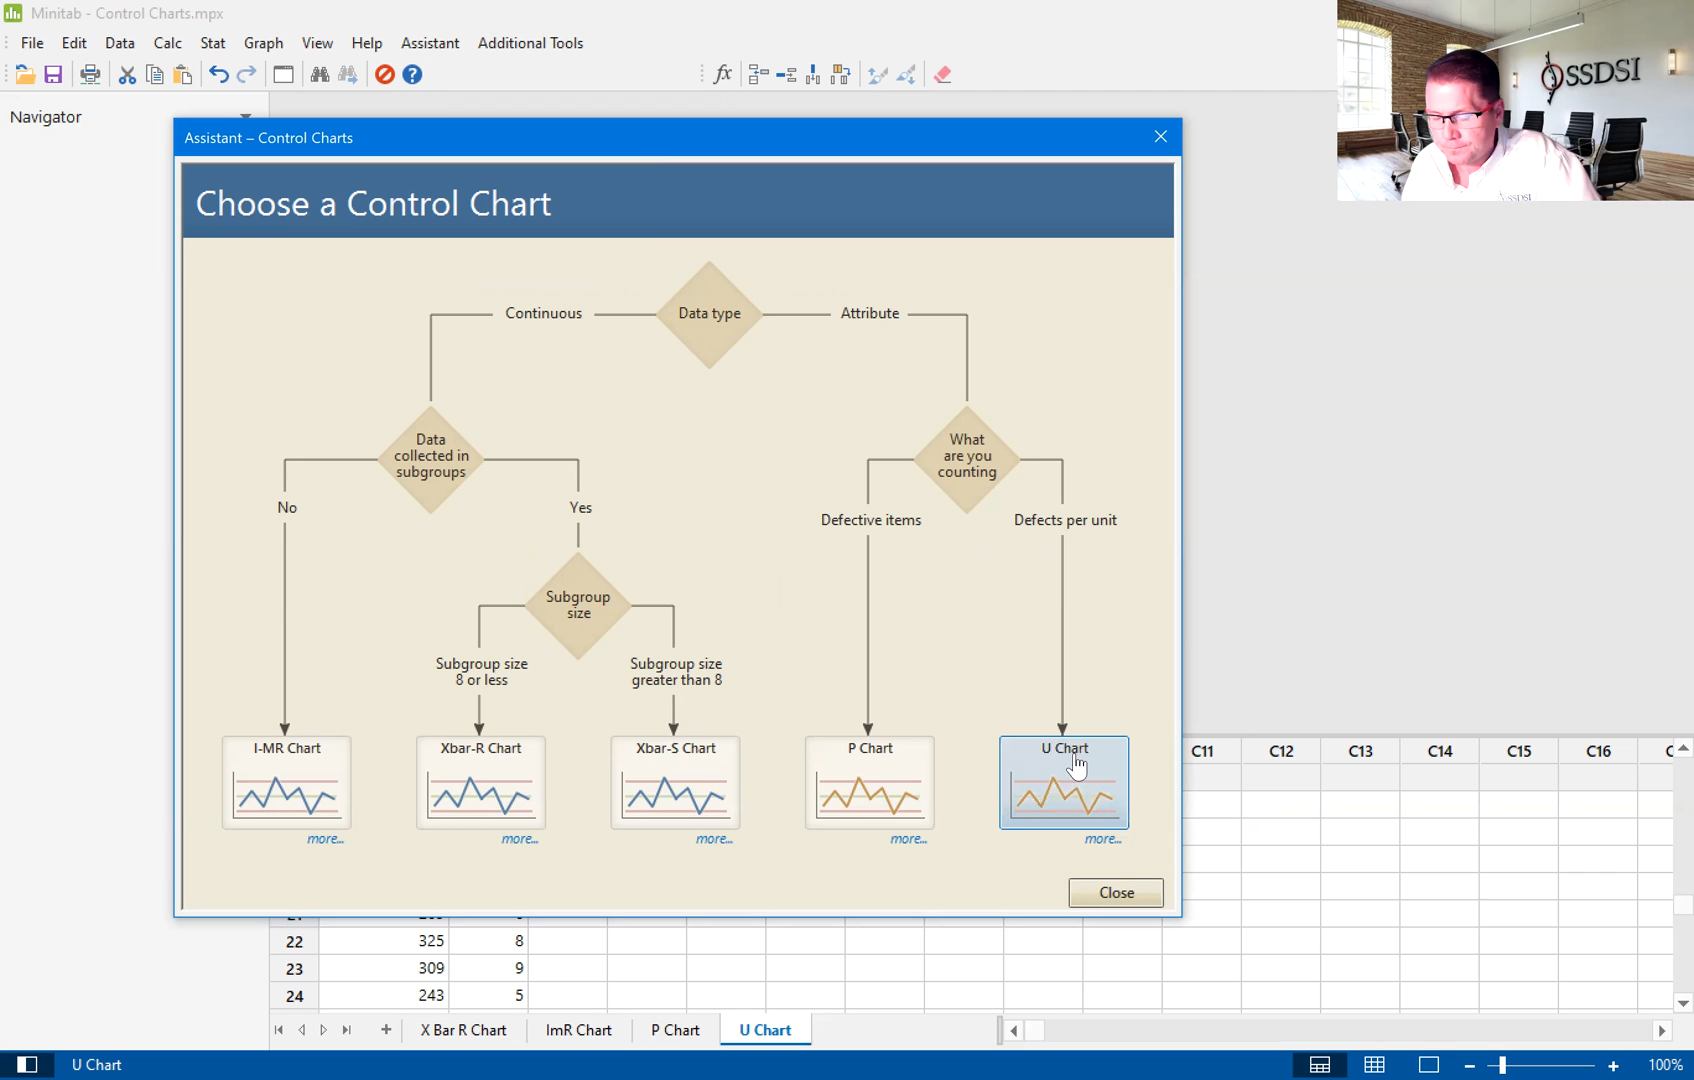 Minitab - Control Charts.mpx
File Edit Data Calc Stat Graph View Help Assistant Additional Tools
fx
Navigator
SSDSI
SSDSI
Assistant – Control Charts
Choose a Control Chart
Data type
Continuous
Attribute
Data
collected in
subgroups
What
are you
counting
No
Yes
Defective items
Defects per unit
Subgroup
size
Subgroup size
8 or less
Subgroup size
greater than 8
I-MR Chart
Xbar-R Chart
Xbar-S Chart
P Chart
U Chart
more...
more...
more...
more...
more...
Close
C11 C12 C13 C14 C15 C16
22 325 8
23 309 9
24 243 5
+ X Bar R Chart ImR Chart P Chart U Chart
U Chart
100%